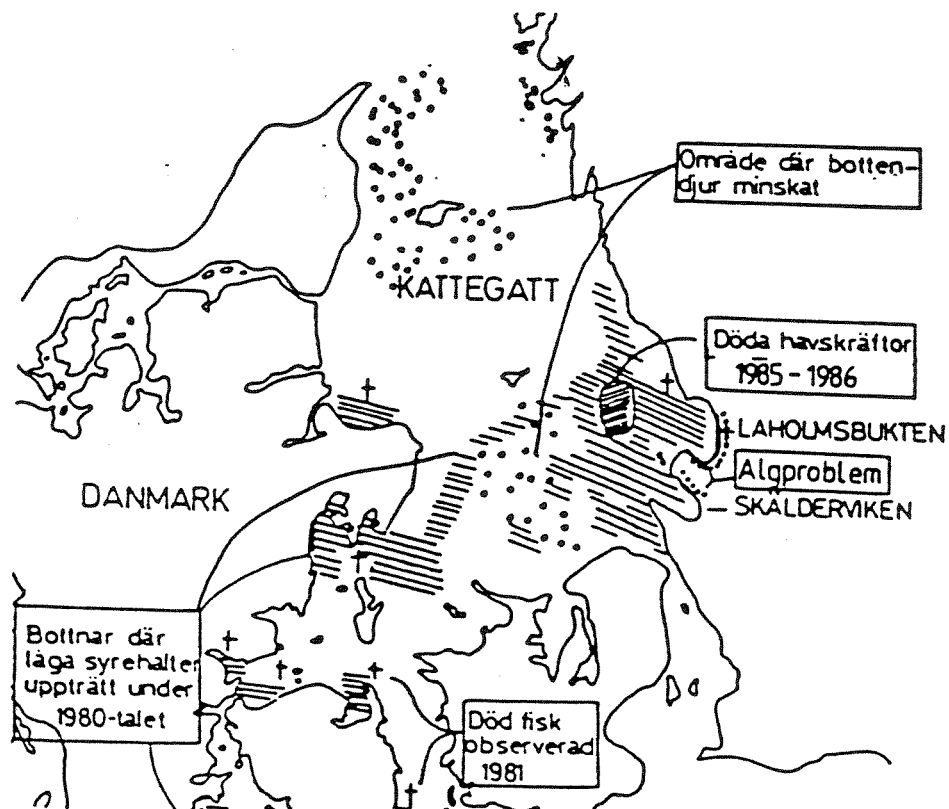 Område där botten-
djur minskat
KATTEGATT
Döda havskräftor
1985 - 1986
LAHOLMSBUKTEN
Algproblem
SKÄLDERVIKEN
DANMARK
Bottnar där
låga syrehalter
uppträtt under
1980-talet
Död fisk
observerad
1981